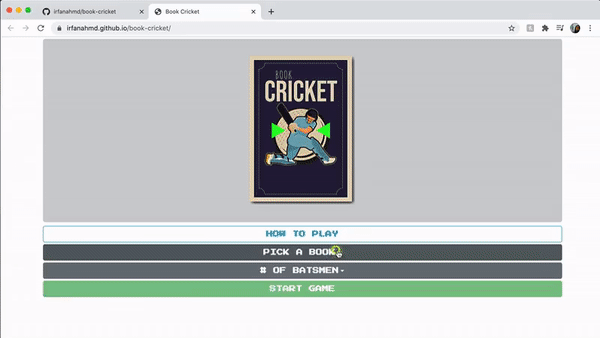 irfanahmd/book-cricket
Book Cricket
irfanahmd.github.io/book-cricket/
BOOK
CRICKET
HOW TO PLAY
PICK A BOOK
# OF BATSMEN
START GAME